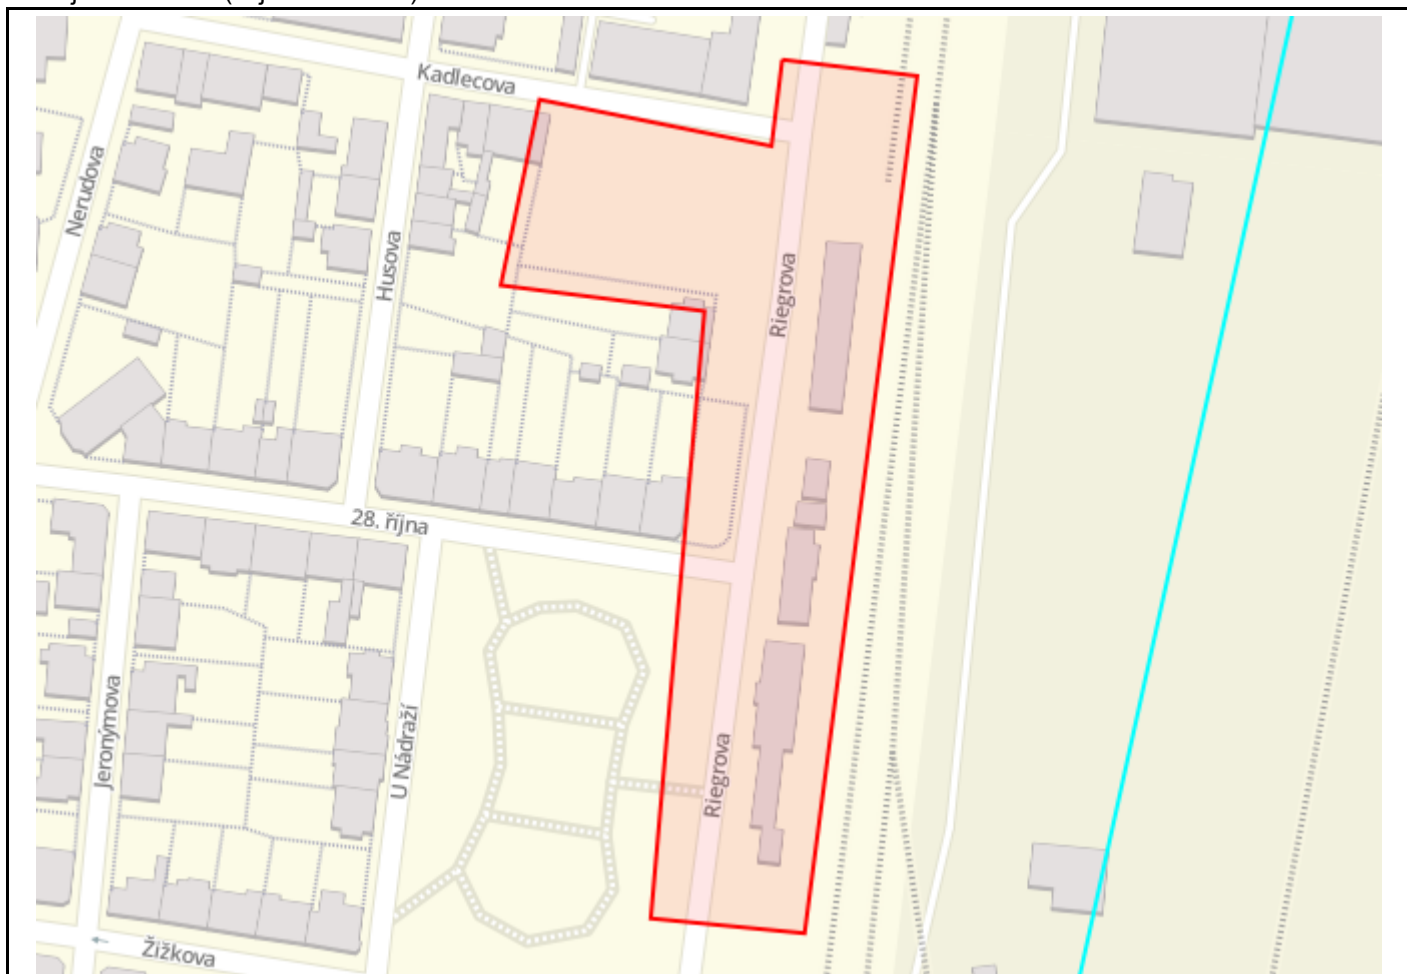 Kadlecova
Nerudova
Husova
Riegrova
28. října
Jeronýmova
U Nádraží
Riegrova
Žižkova